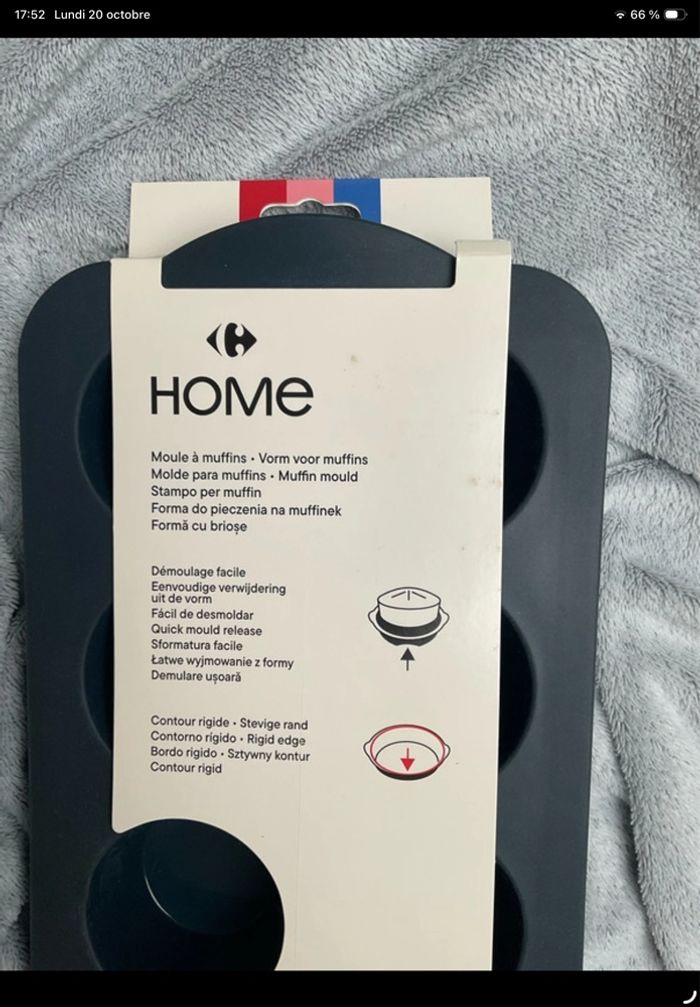 17:52 Lundi 20 octobre
66 %
HOME
Moule à muffins • Vorm voor muffins
Molde para muffins • Muffin mould
Stampo per muffin
Forma do pieczenia na muffinek
Formă cu brioșe
Démoulage facile
Eenvoudige verwijdering
uit de vorm
Fácil de desmoldar
Quick mould release
Sformatura facile
Łatwe wyjmowanie z formy
Demulare ușoară
Contour rigide • Stevige rand
Contorno rígido • Rigid edge
Bordo rigido • Sztywny kontur
Contour rigid